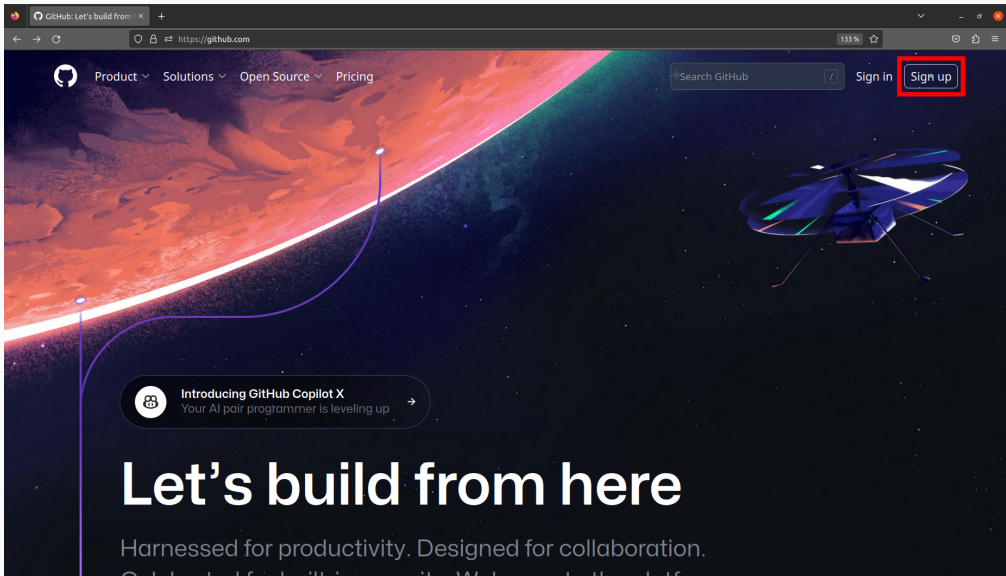 GitHub: Let's build from
https://github.com
133 %
Product Solutions Open Source Pricing
Search GitHub /
Sign in Sign up
Introducing GitHub Copilot X
Your AI pair programmer is leveling up
Let's build from here
Harnessed for productivity. Designed for collaboration.